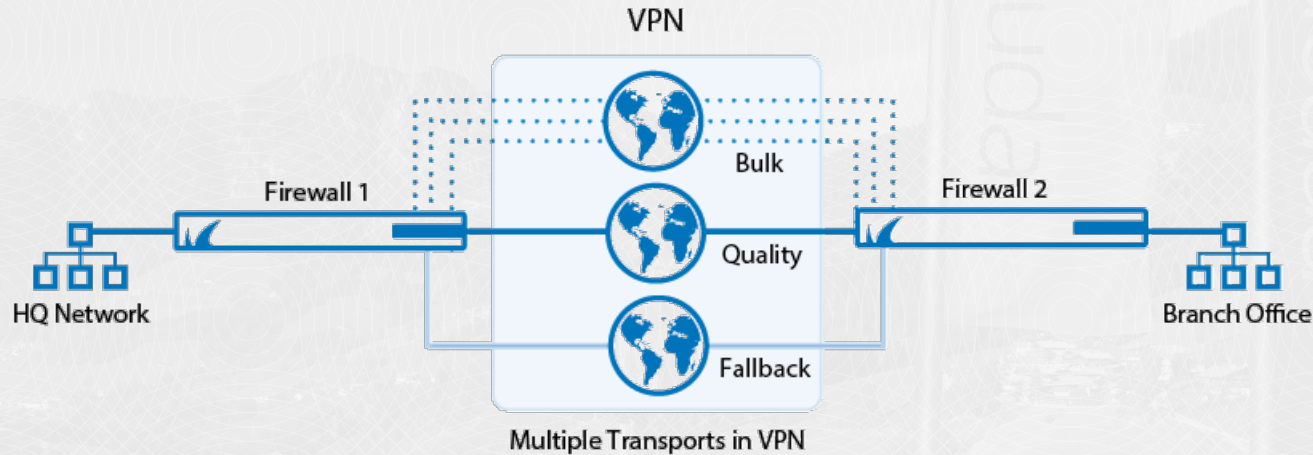 VPN
Bulk
Firewall 1
Firewall 2
Quality
HQ Network
Branch Office
Fallback
Multiple Transports in VPN